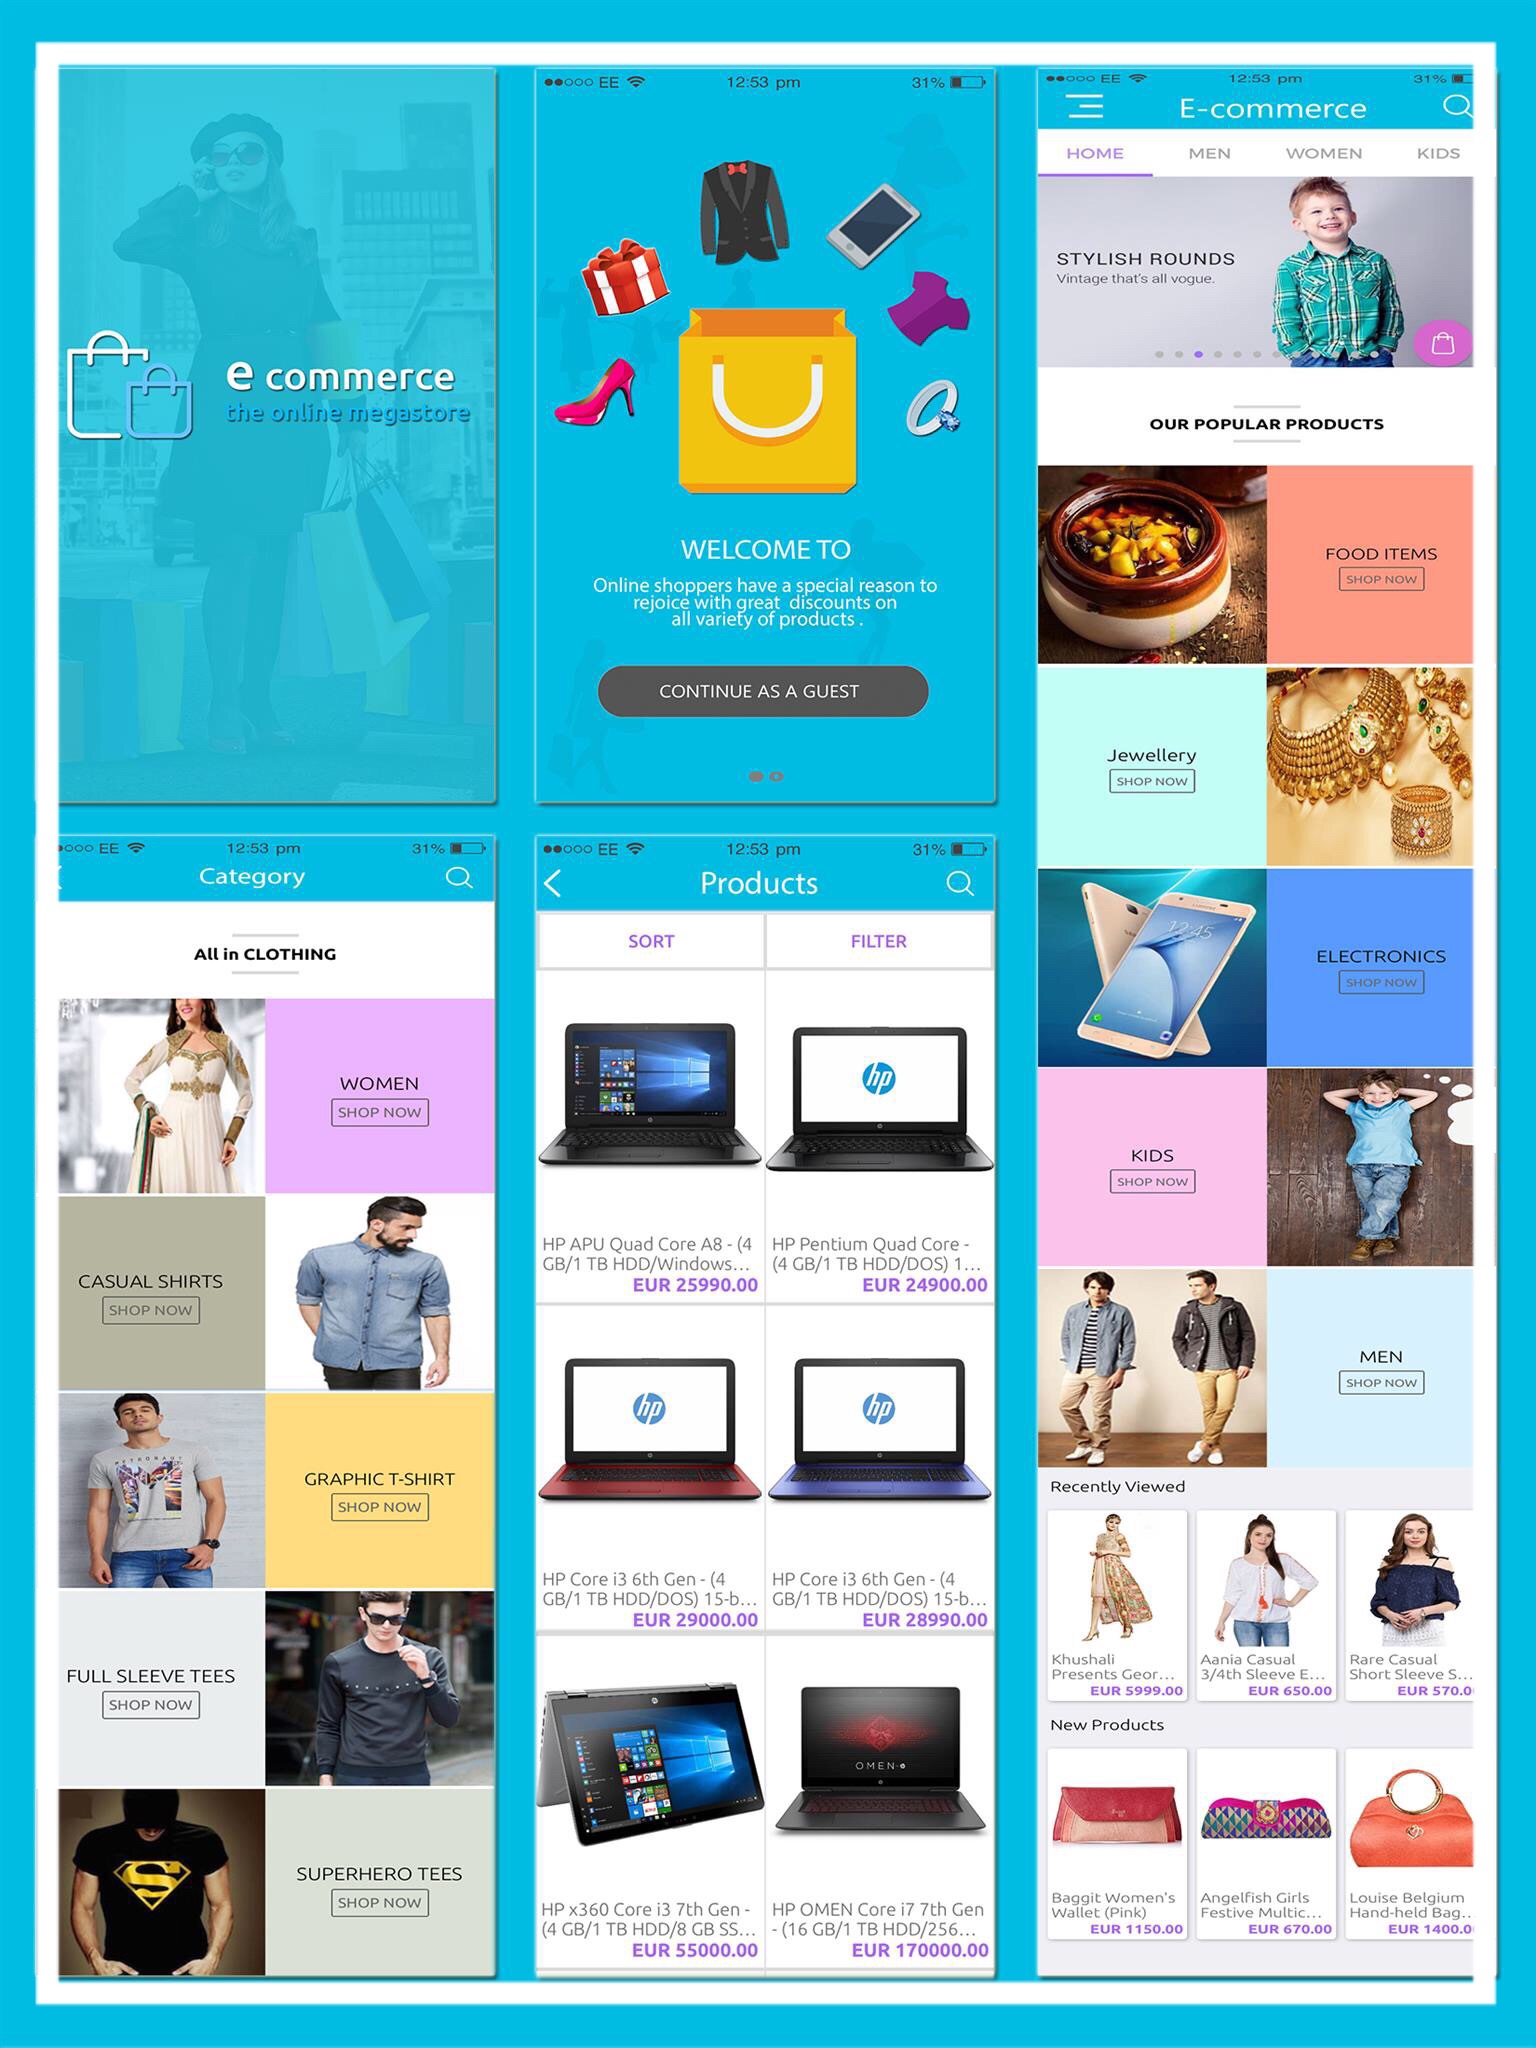 e commerce
the online megastore
EE
12:53 pm
31%
WELCOME TO
Online shoppers have a special reason to
rejoice with great discounts on
all variety of products .
CONTINUE AS A GUEST
EE
12:53 pm
31%
E-commerce
HOME
MEN
WOMEN
KIDS
STYLISH ROUNDS
Vintage that's all vogue.
OUR POPULAR PRODUCTS
FOOD ITEMS
SHOP NOW
Jewellery
SHOP NOW
SAMSUNG
12:45
ELECTRONICS
SHOP NOW
KIDS
SHOP NOW
MEN
SHOP NOW
Recently Viewed
Khushali
Presents Geor...
EUR 5999.00
Aania Casual
3/4th Sleeve E...
EUR 650.00
Rare Casual
Short Sleeve S...
EUR 570.0
New Products
Baggit Women's
Wallet (Pink)
EUR 1150.00
Angelfish Girls
Festive Multic...
EUR 670.00
Louise Belgium
Hand-held Bag..
EUR 1400.0
EE
12:53 pm
31%
Category
All in CLOTHING
WOMEN
SHOP NOW
CASUAL SHIRTS
SHOP NOW
GRAPHIC T-SHIRT
SHOP NOW
FULL SLEEVE TEES
SHOP NOW
S
SUPERHERO TEES
SHOP NOW
EE
12:53 pm
31%
Products
SORT
FILTER
HP APU Quad Core A8 - (4
GB/1 TB HDD/Windows...
EUR 25990.00
hp
HP Pentium Quad Core -
(4 GB/1 TB HDD/DOS) 1...
EUR 24900.00
hp
HP Core i3 6th Gen - (4
GB/1 TB HDD/DOS) 15-b...
EUR 29000.00
hp
HP Core i3 6th Gen - (4
GB/1 TB HDD/DOS) 15-b...
EUR 28990.00
HP x360 Core i3 7th Gen -
(4 GB/1 TB HDD/8 GB SS...
EUR 55000.00
OMEN
HP OMEN Core i7 7th Gen
- (16 GB/1 TB HDD/256...
EUR 170000.00